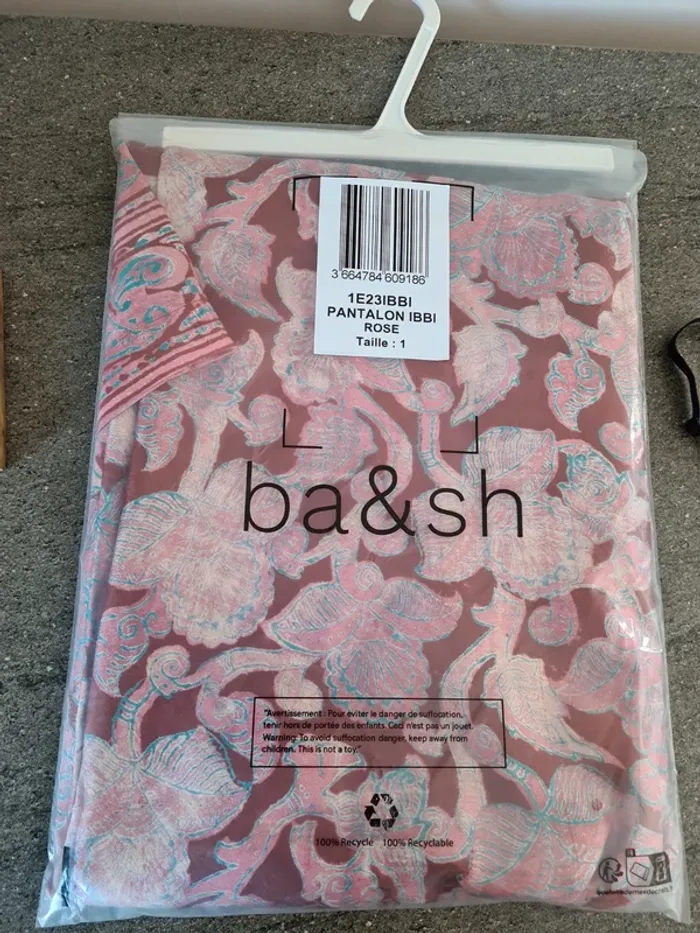 3 664784 609186
1E23IBBI
PANTALON IBBI
ROSE
Taille : 1
ba&sh
"Avertissement : Pour éviter le danger de suffocation,
tenir hors de portée des enfants. Ceci n'est pas un jouet.
Warning: To avoid suffocation danger, keep away from
children. This is not a toy."
100% Recyclé 100% Recyclable